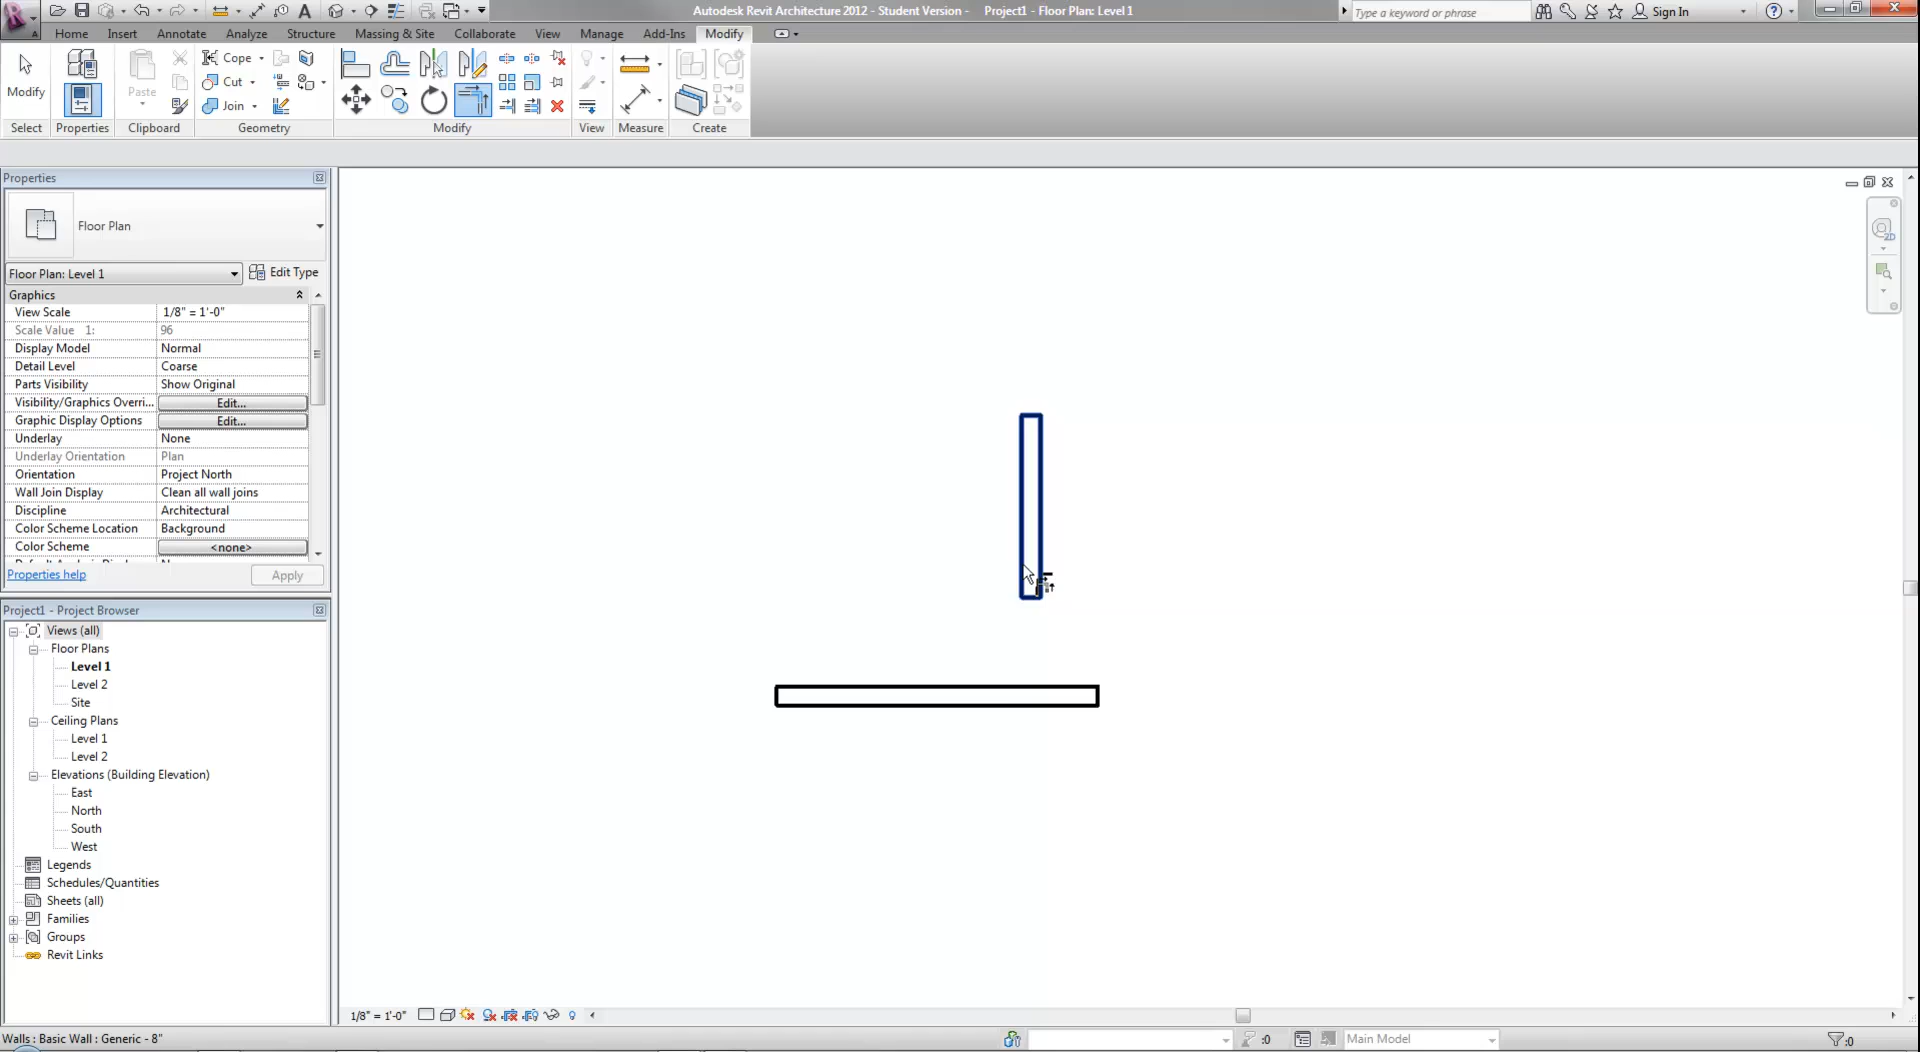 Autodesk Revit Architecture 2012 - Student Version - Project1 - Floor Plan: Level 1
Type a keyword or phrase
Sign In
Home Insert Annotate Analyze Structure Massing & Site Collaborate View Manage Add-Ins Modify
Modify
Paste
Cope
Cut
Join
Select Properties Clipboard Geometry Modify View Measure Create
Properties
Floor Plan
Floor Plan: Level 1
Edit Type
Graphics
View Scale 1/8" = 1'-0"
Scale Value 1: 96
Display Model Normal
Detail Level Coarse
Parts Visibility Show Original
Visibility/Graphics Overri... Edit...
Graphic Display Options Edit...
Underlay None
Underlay Orientation Plan
Orientation Project North
Wall Join Display Clean all wall joins
Discipline Architectural
Color Scheme Location Background
Color Scheme <none>
Properties help
Apply
Project1 - Project Browser
Views (all)
Floor Plans
Level 1
Level 2
Site
Ceiling Plans
Level 1
Level 2
Elevations (Building Elevation)
East
North
South
West
Legends
Schedules/Quantities
Sheets (all)
Families
Groups
Revit Links
2D
1/8" = 1'-0"
Walls : Basic Wall : Generic - 8"
:0
Main Model
:0